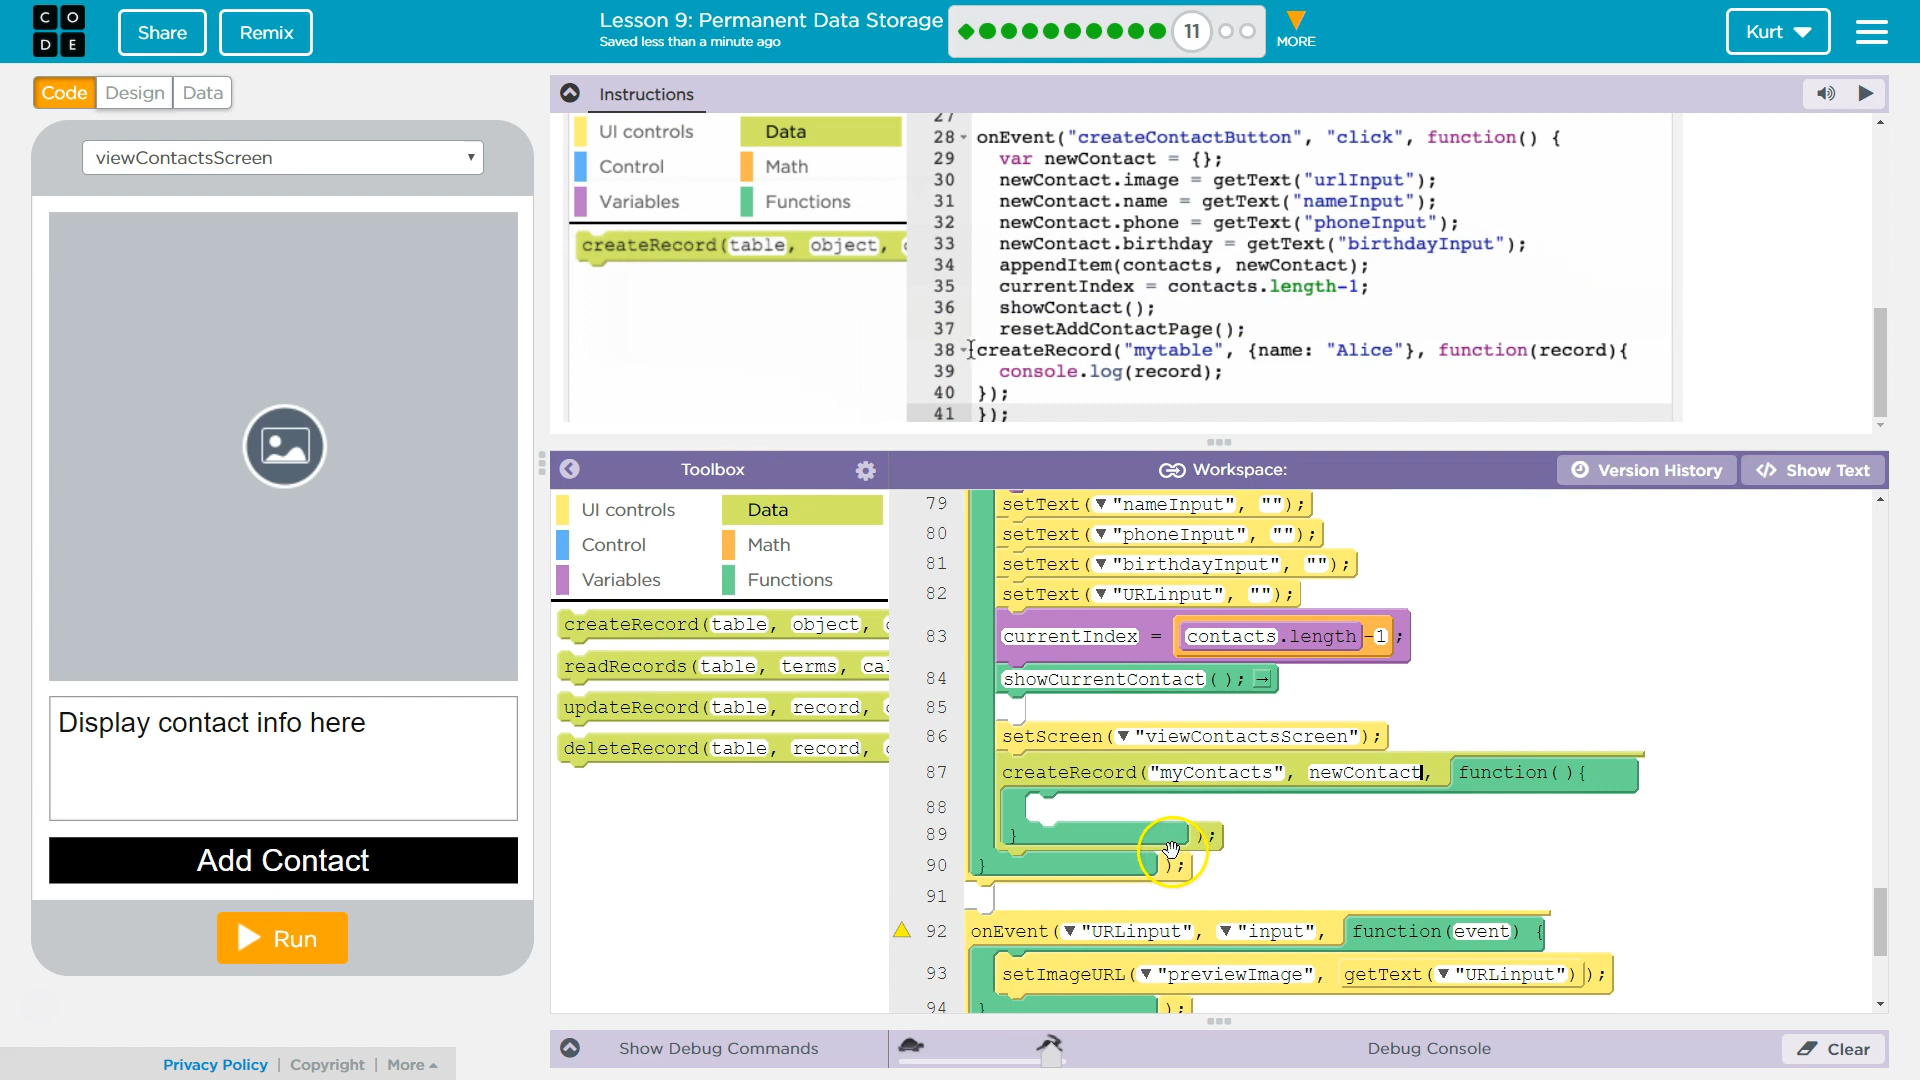 C O D E
Share
Remix
Lesson 9: Permanent Data Storage
Saved less than a minute ago
11
MORE
Kurt
Code
Design
Data
viewContactsScreen
Display contact info here
Add Contact
Run
Privacy Policy | Copyright | More
Instructions
UI controls
Data
Control
Math
Variables
Functions
createRecord(table, object,
27
28 onEvent("createContactButton", "click", function() {
29 var newContact = {};
30 newContact.image = getText("urlInput");
31 newContact.name = getText("nameInput");
32 newContact.phone = getText("phoneInput");
33 newContact.birthday = getText("birthdayInput");
34 appendItem(contacts, newContact);
35 currentIndex = contacts.length-1;
36 showContact();
37 resetAddContactPage();
38 createRecord("mytable", {name: "Alice"}, function(record){
39 console.log(record);
40 });
41 });
Toolbox
Workspace:
Version History
</> Show Text
UI controls
Data
Control
Math
Variables
Functions
createRecord(table, object,
readRecords(table, terms, cal
updateRecord(table, record,
deleteRecord(table, record,
79 setText("nameInput", "");
80 setText("phoneInput", "");
81 setText("birthdayInput", "");
82 setText("URLinput", "");
83 currentIndex = contacts.length-1;
84 showCurrentContact();
85
86 setScreen("viewContactsScreen");
87 createRecord("myContacts", newContact, function(){
88
89 } );
90 } );
91
92 onEvent("URLinput", "input", function(event) {
93 setImageURL("previewImage", getText("URLinput"));
94 } );
Show Debug Commands
Debug Console
Clear